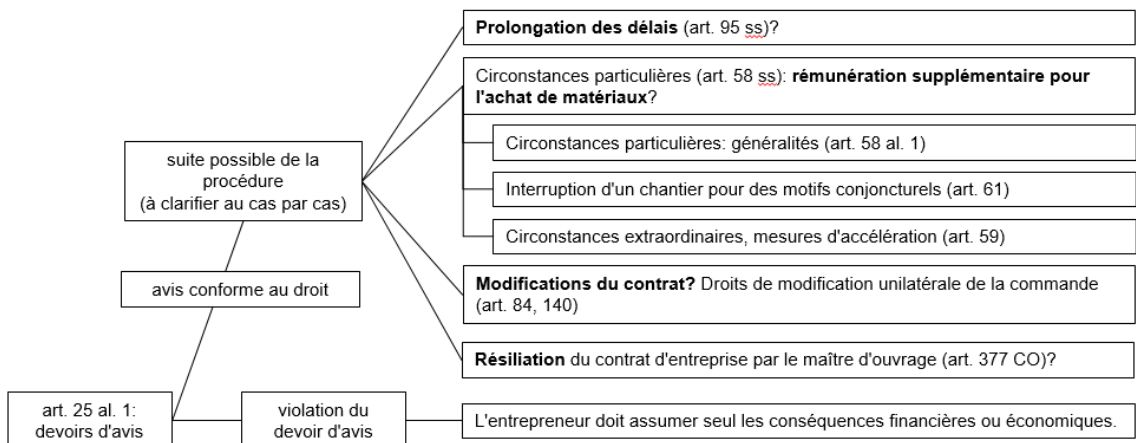 Prolongation des délais (art. 95 ss)?
Circonstances particulières (art. 58 ss): rémunération supplémentaire pour
l'achat de matériaux?
Circonstances particulières: généralités (art. 58 al. 1)
Interruption d'un chantier pour des motifs conjoncturels (art. 61)
Circonstances extraordinaires, mesures d'accélération (art. 59)
suite possible de la
procédure
(à clarifier au cas par cas)
avis conforme au droit
Modifications du contrat? Droits de modification unilatérale de la commande
(art. 84, 140)
Résiliation du contrat d'entreprise par le maître d'ouvrage (art. 377 CO)?
art. 25 al. 1:
devoirs d'avis
violation du
devoir d'avis
L'entrepreneur doit assumer seul les conséquences financières ou économiques.